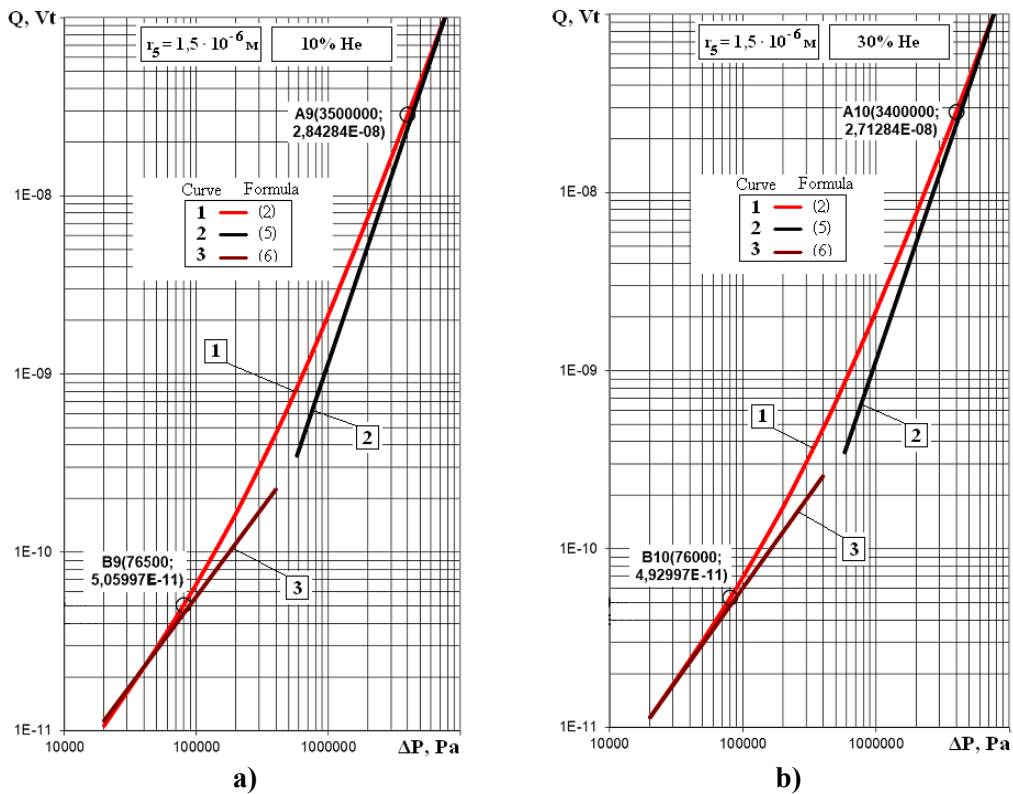 Q, Vt
r5 = 1,5 · 10^-6 м
10% He
A9(3500000;
2,84284E-08)
1E-08
Curve Formula
1 (2)
2 (5)
3 (6)
1
1E-09
2
1E-10
B9(76500;
5,05997E-11)
3
1E-11
10000 100000 1000000 ΔP, Pa
a)
Q, Vt
r5 = 1,5 · 10^-6 м
30% He
A10(3400000;
2,71284E-08)
1E-08
Curve Formula
1 (2)
2 (5)
3 (6)
1E-09
1
2
1E-10
B10(76000;
4,92997E-11)
3
1E-11
10000 1000000 1000000 ΔP, Pa
b)